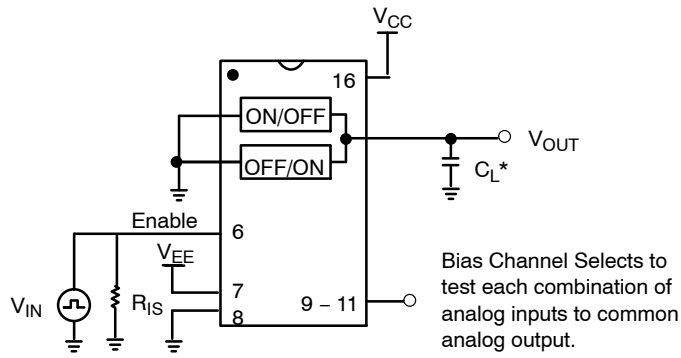 V_CC
16
ON/OFF
V_OUT
OFF/ON
C_L*
Enable
6
V_EE
Bias Channel Selects to
test each combination of
analog inputs to common
analog output.
V_IN
R_IS
7
9 – 11
8